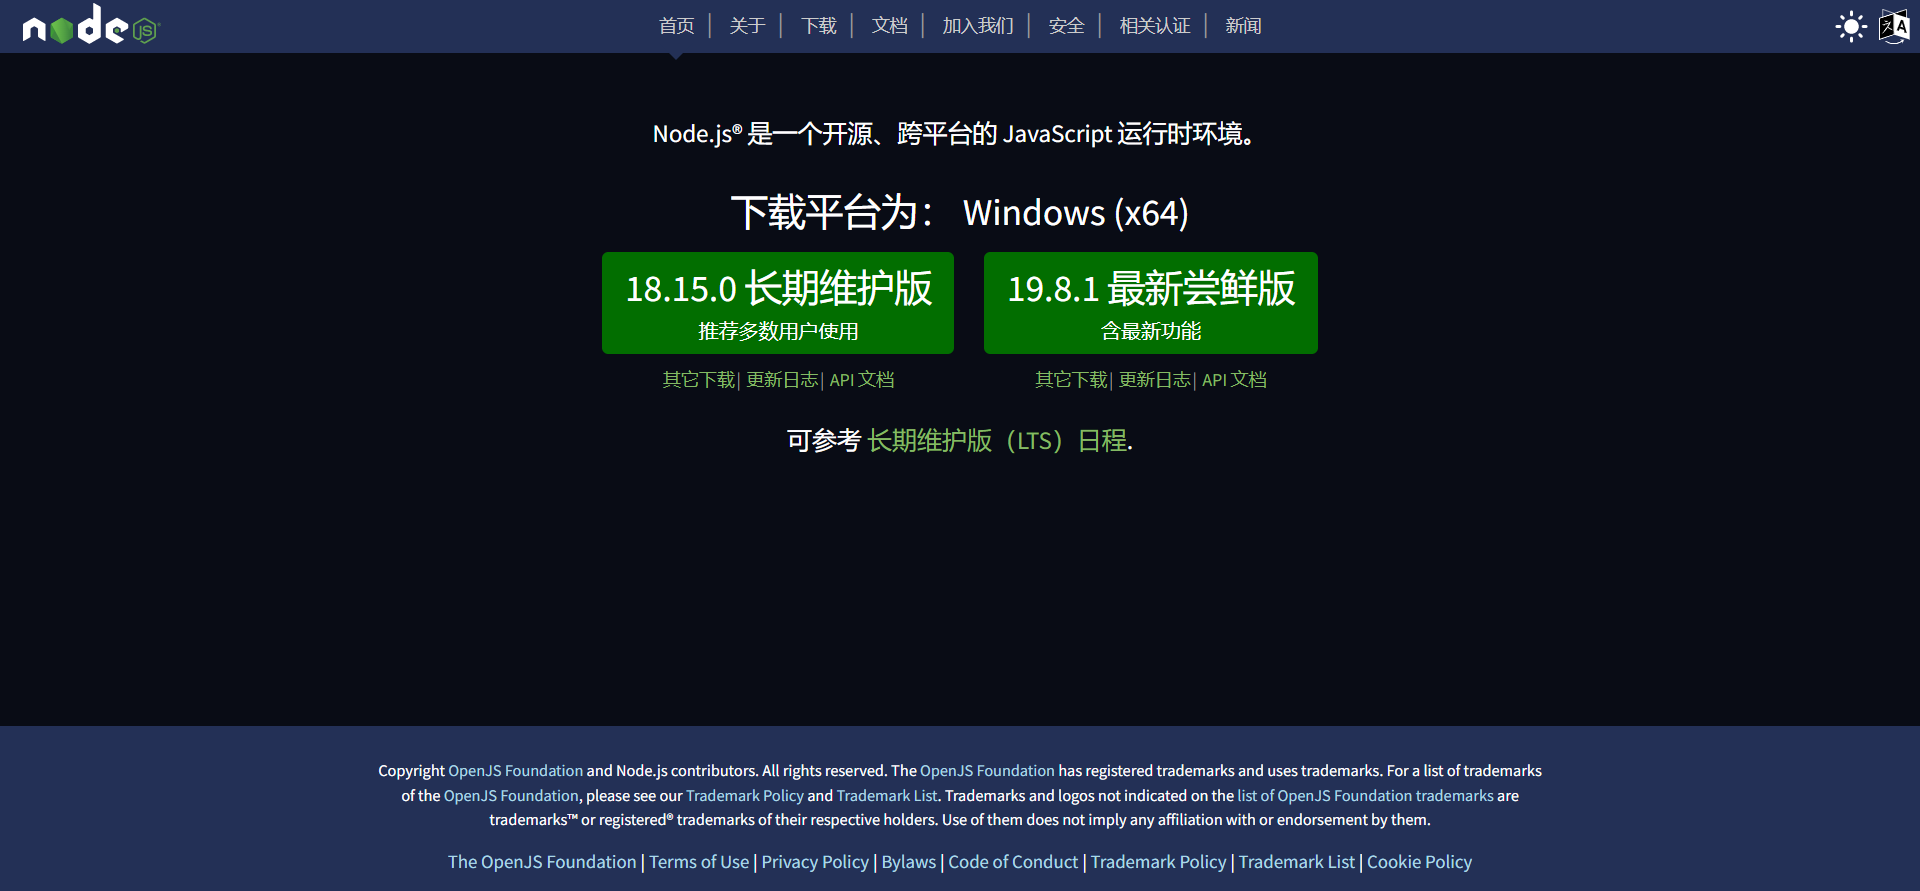 node JS
首页 | 关于 | 下载 | 文档 | 加入我们 | 安全 | 相关认证 | 新闻
Node.js® 是一个开源、跨平台的 JavaScript 运行时环境。
下载平台为： Windows (x64)
18.15.0 长期维护版
推荐多数用户使用
19.8.1 最新尝鲜版
含最新功能
其它下载| 更新日志| API 文档
其它下载| 更新日志| API 文档
可参考 长期维护版（LTS）日程.
Copyright OpenJS Foundation and Node.js contributors. All rights reserved. The OpenJS Foundation has registered trademarks and uses trademarks. For a list of trademarks
of the OpenJS Foundation, please see our Trademark Policy and Trademark List. Trademarks and logos not indicated on the list of OpenJS Foundation trademarks are
trademarks™ or registered® trademarks of their respective holders. Use of them does not imply any affiliation with or endorsement by them.
The OpenJS Foundation | Terms of Use | Privacy Policy | Bylaws | Code of Conduct | Trademark Policy | Trademark List | Cookie Policy